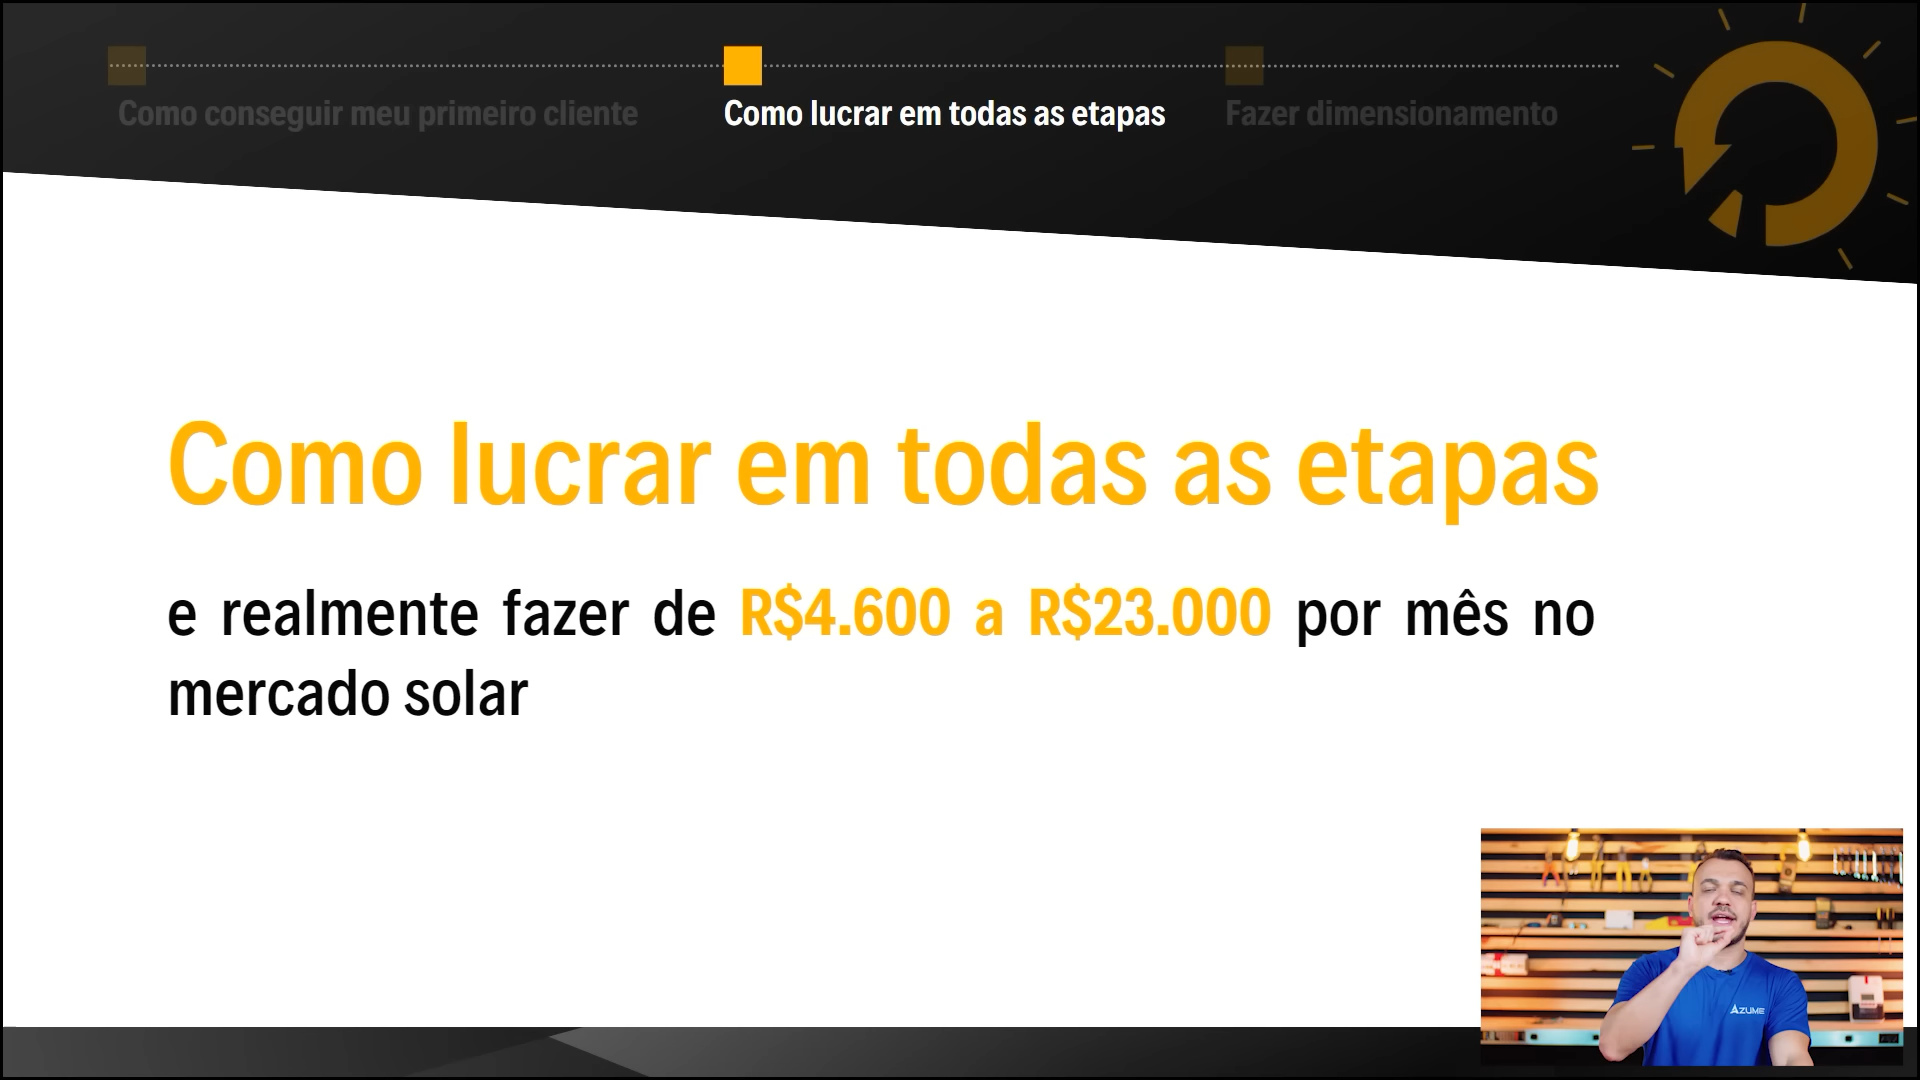 Como conseguir meu primeiro cliente
Como lucrar em todas as etapas
Fazer dimensionamento
Como lucrar em todas as etapas
e realmente fazer de R$4.600 a R$23.000 por mês no
mercado solar
AZUME